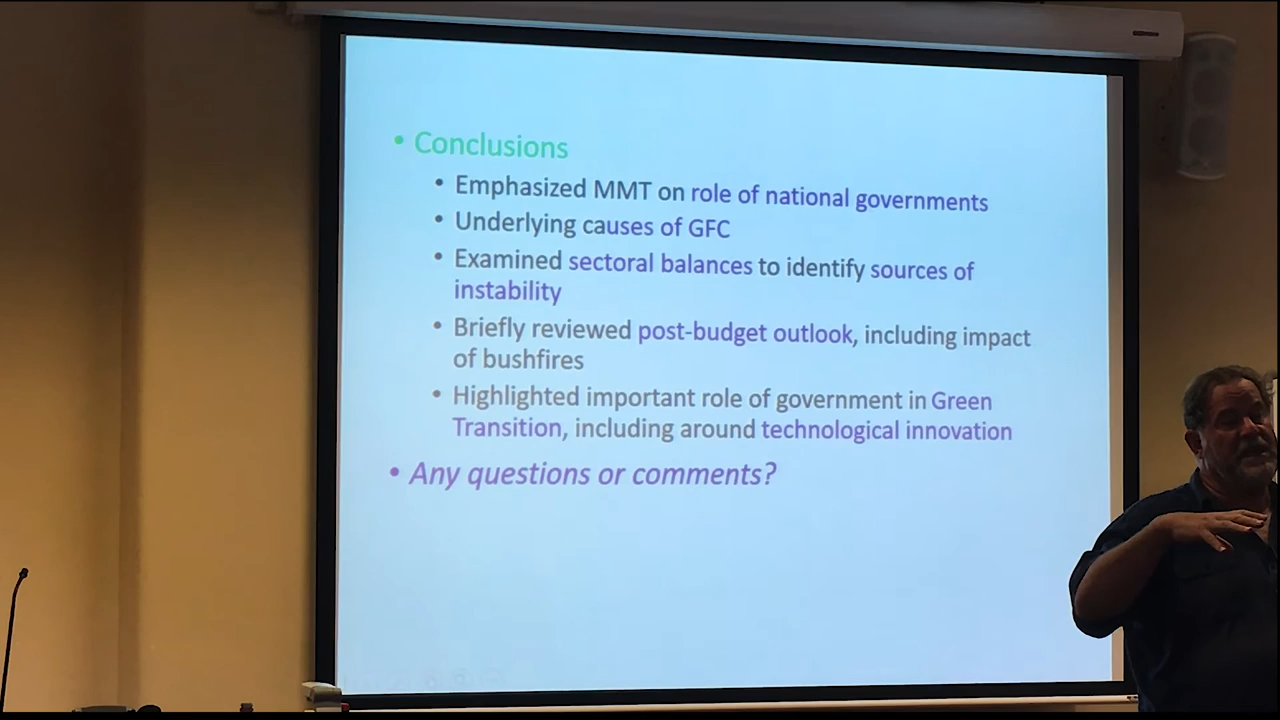 • Conclusions
• Emphasized MMT on role of national governments
• Underlying causes of GFC
• Examined sectoral balances to identify sources of
instability
• Briefly reviewed post-budget outlook, including impact
of bushfires
• Highlighted important role of government in Green
Transition, including around technological innovation
• Any questions or comments?